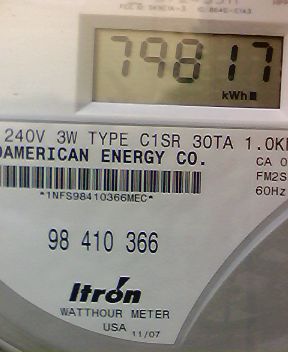 79817
kWh
240V 3W TYPE C1SR 30TA 1.0K
AMERICAN ENERGY CO.
CA 0
FM2S
60Hz
*1NFS98410366MEC*
98 410 366
Itrón
WATTHOUR METER
USA 11/07